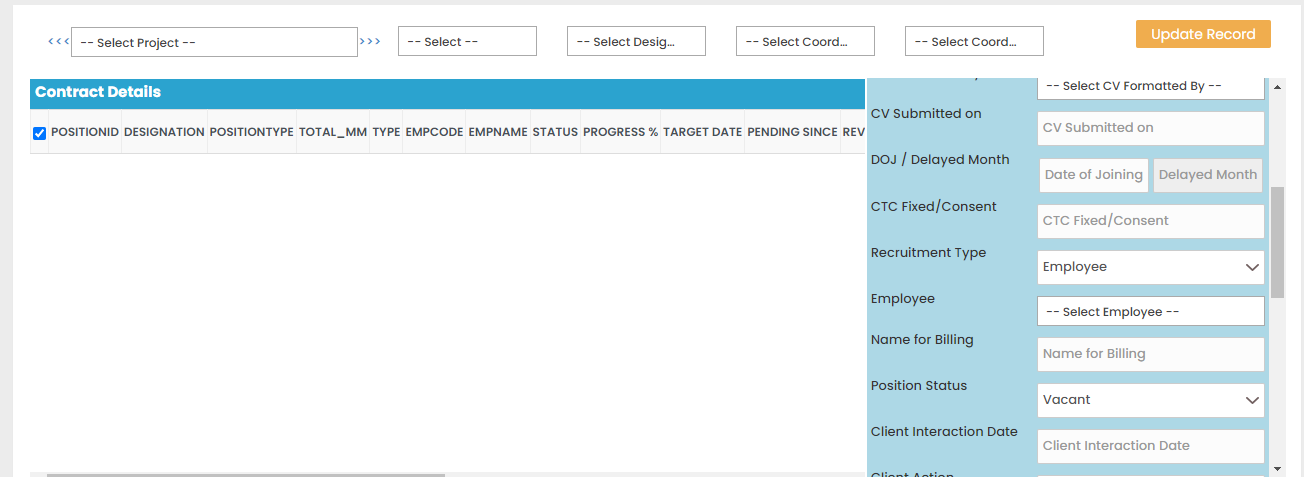 <<< -- Select Project -- >>> -- Select -- -- Select Desig... -- Select Coord... -- Select Coord... Update Record
Contract Details
POSITIONID DESIGNATION POSITIONTYPE TOTAL_MM TYPE EMPCODE EMPNAME STATUS PROGRESS % TARGET DATE PENDING SINCE REV
-- Select CV Formatted By --
CV Submitted on CV Submitted on
DOJ / Delayed Month Date of Joining Delayed Month
CTC Fixed/Consent CTC Fixed/Consent
Recruitment Type Employee
Employee -- Select Employee --
Name for Billing Name for Billing
Position Status Vacant
Client Interaction Date Client Interaction Date
Client Action